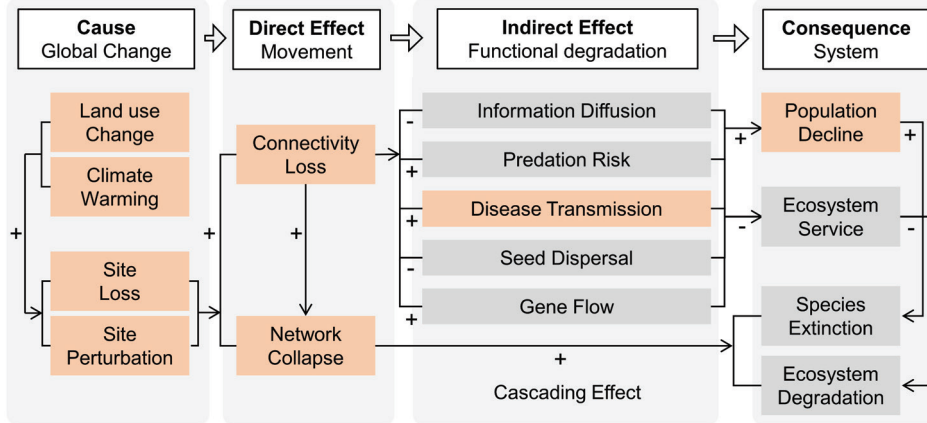 Cause
Global Change
Direct Effect
Movement
Indirect Effect
Functional degradation
Consequence
System
Land use
Change
Climate
Warming
+
Site
Loss
Site
Perturbation
+
Connectivity
Loss
+
Network
Collapse
-
Information Diffusion
+
Predation Risk
+
Disease Transmission
-
Seed Dispersal
+
Gene Flow
+
Cascading Effect
+
Population
Decline
+
-
Ecosystem
Service
-
Species
Extinction
Ecosystem
Degradation